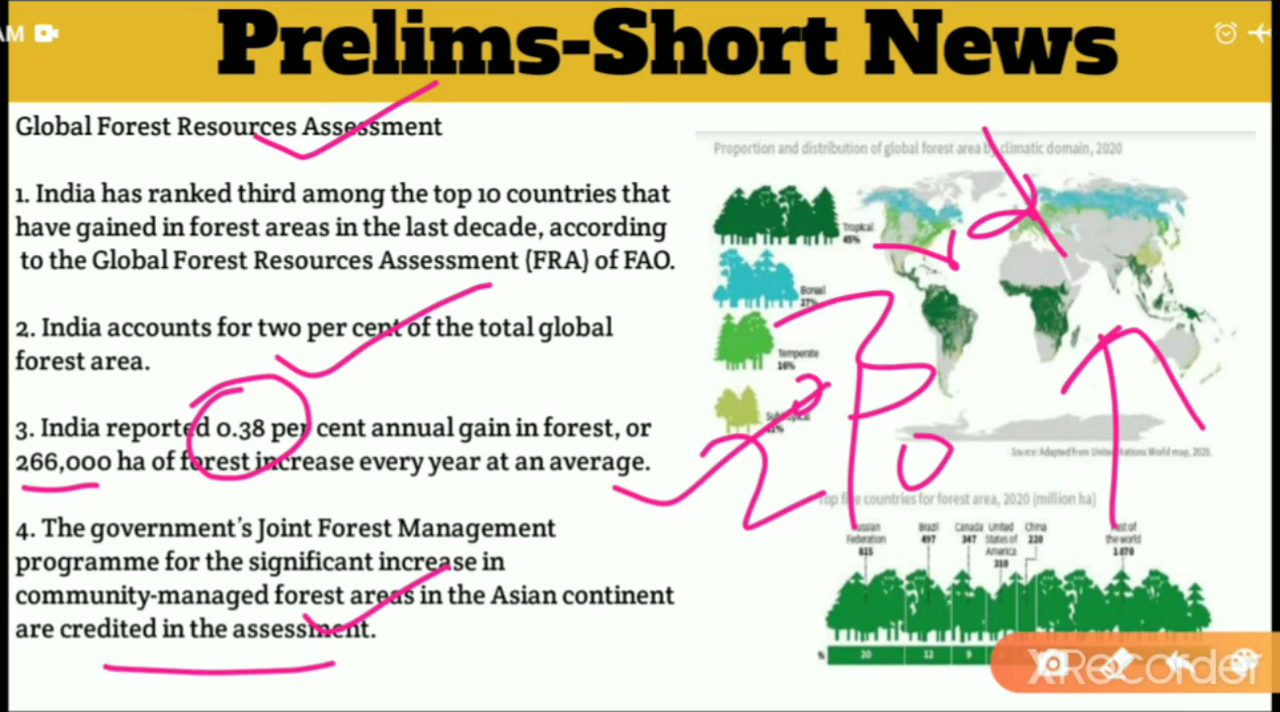 AM
Prelims-Short News
Global Forest Resources Assessment
1. India has ranked third among the top 10 countries that
have gained in forest areas in the last decade, according
to the Global Forest Resources Assessment (FRA) of FAO.
2. India accounts for two per cent of the total global
forest area.
3. India reported 0.38 per cent annual gain in forest, or
266,000 ha of forest increase every year at an average.
4. The government's Joint Forest Management
programme for the significant increase in
community-managed forest areas in the Asian continent
are credited in the assessment.
Proportion and distribution of global forest area by climatic domain, 2020
Tropical
45%
Boreal
27%
Temperate
16%
Subtropical
11%
Source: Adapted from United Nations World map, 2020.
Top five countries for forest area, 2020 (million ha)
Russian
Federation
815
Brazil
497
Canada
347
United
States of
America
310
China
220
Rest of
the world
1 870
% 20 12 9
XRecorder